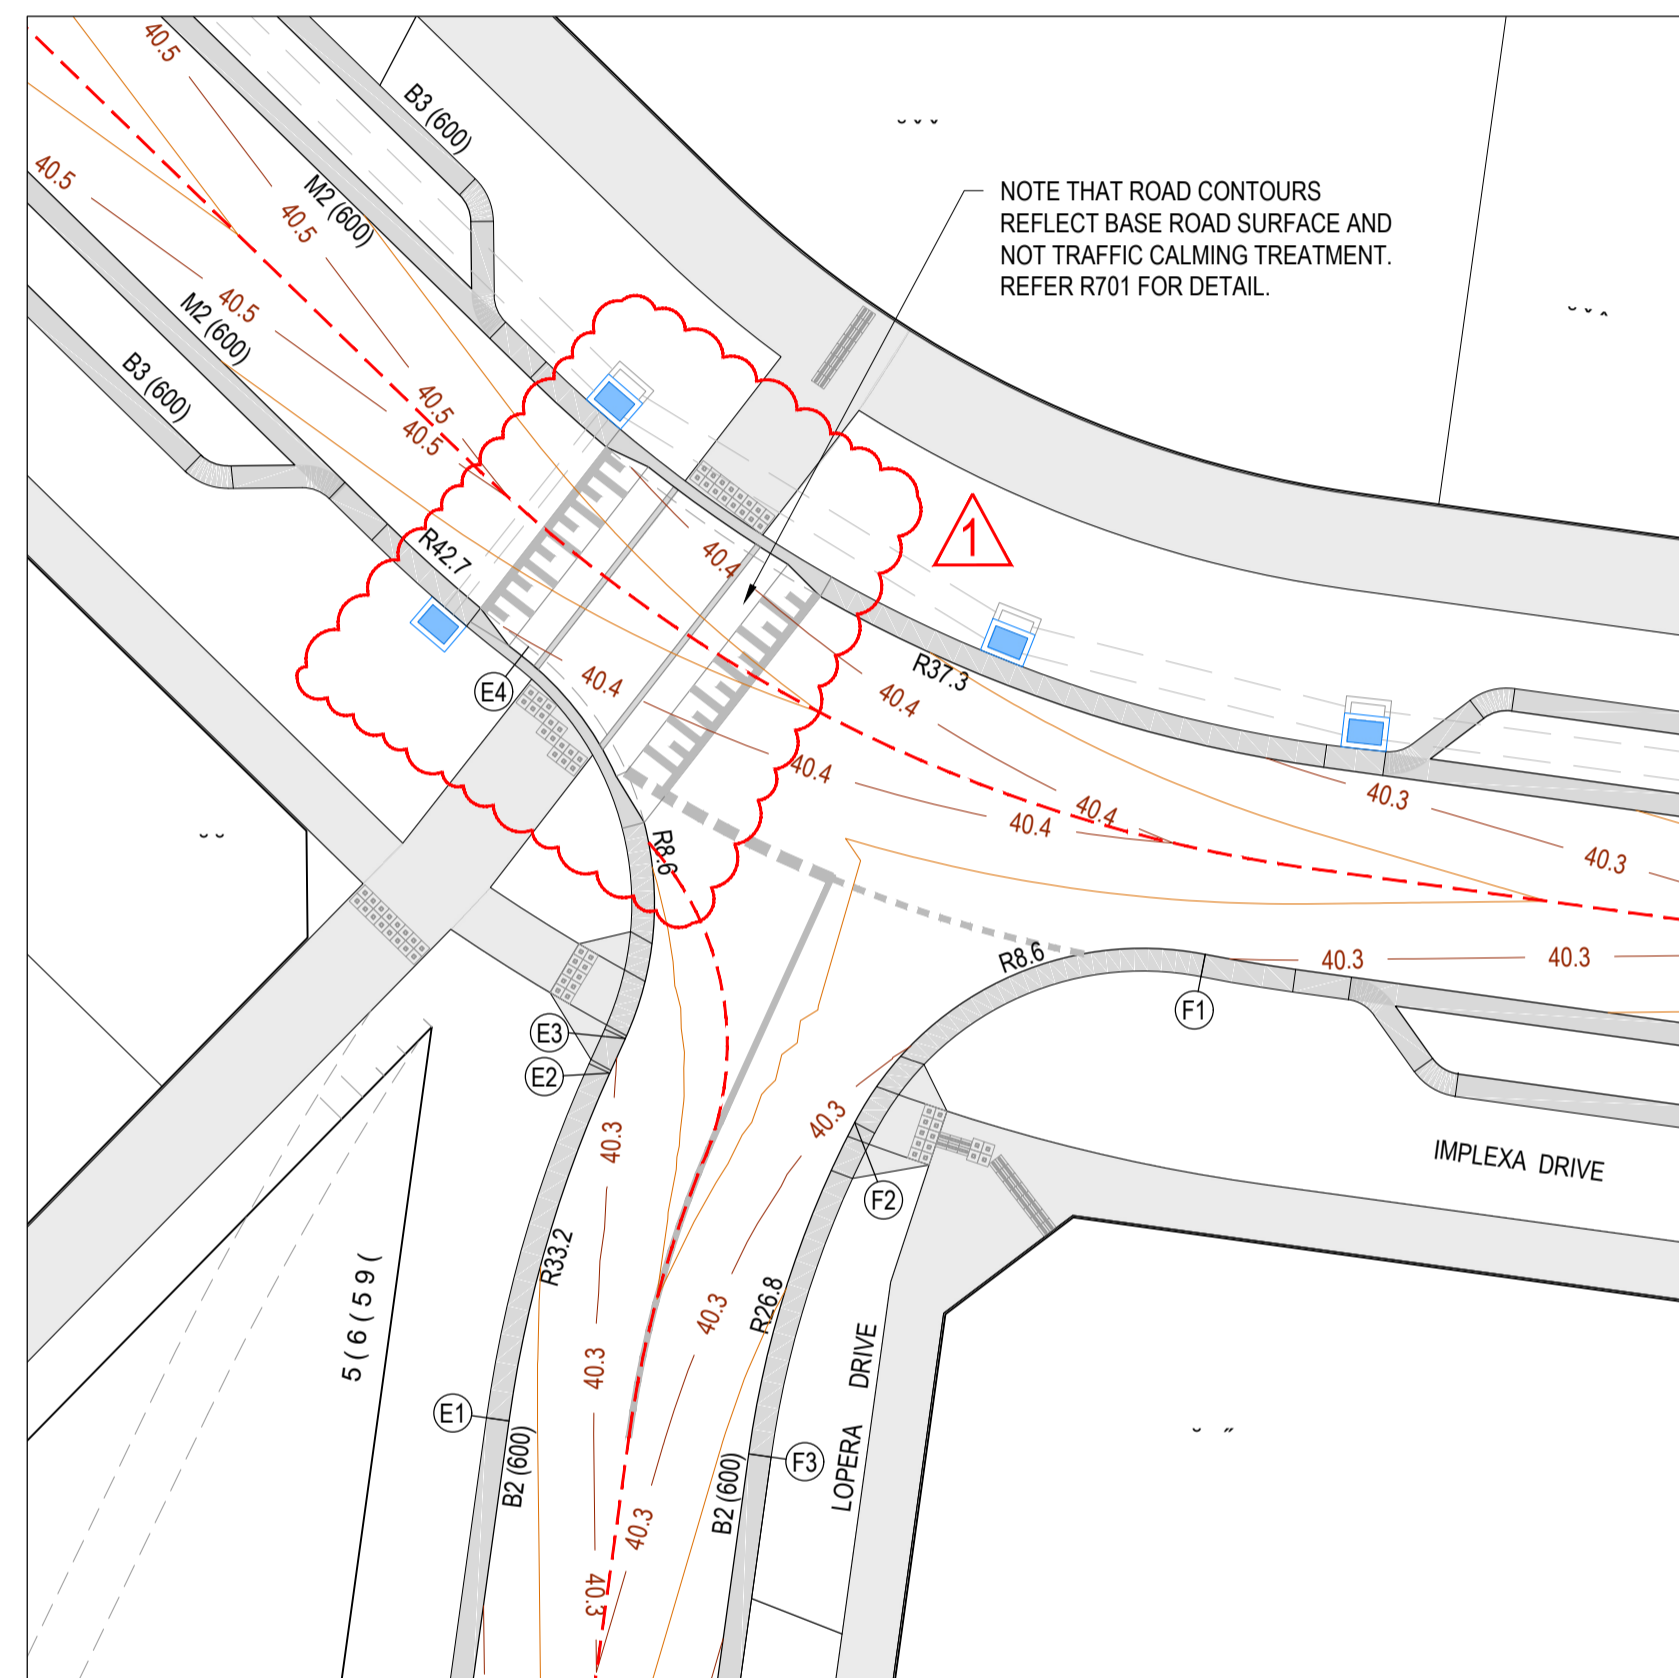 40.5
B3 (600)
40.5
M2 (600)
40.5
NOTE THAT ROAD CONTOURS
REFLECT BASE ROAD SURFACE AND
NOT TRAFFIC CALMING TREATMENT.
REFER R701 FOR DETAIL.
40.5
M2 (600)
B3 (600)
40.5
40.5
R42.7
40.4
1
E4
40.4
R37.3
40.4
40.4
40.3
40.4
40.4
R8.6
40.3
R8.6
40.3
40.3
F1
E3
E2
40.3
40.3
IMPLEXA DRIVE
F2
R33.2
5 ( 6 ( 5 9 (
R26.8
40.3
40.3
LOPERA DRIVE
E1
B2 (600)
F3
B2 (600)
40.3
40.3